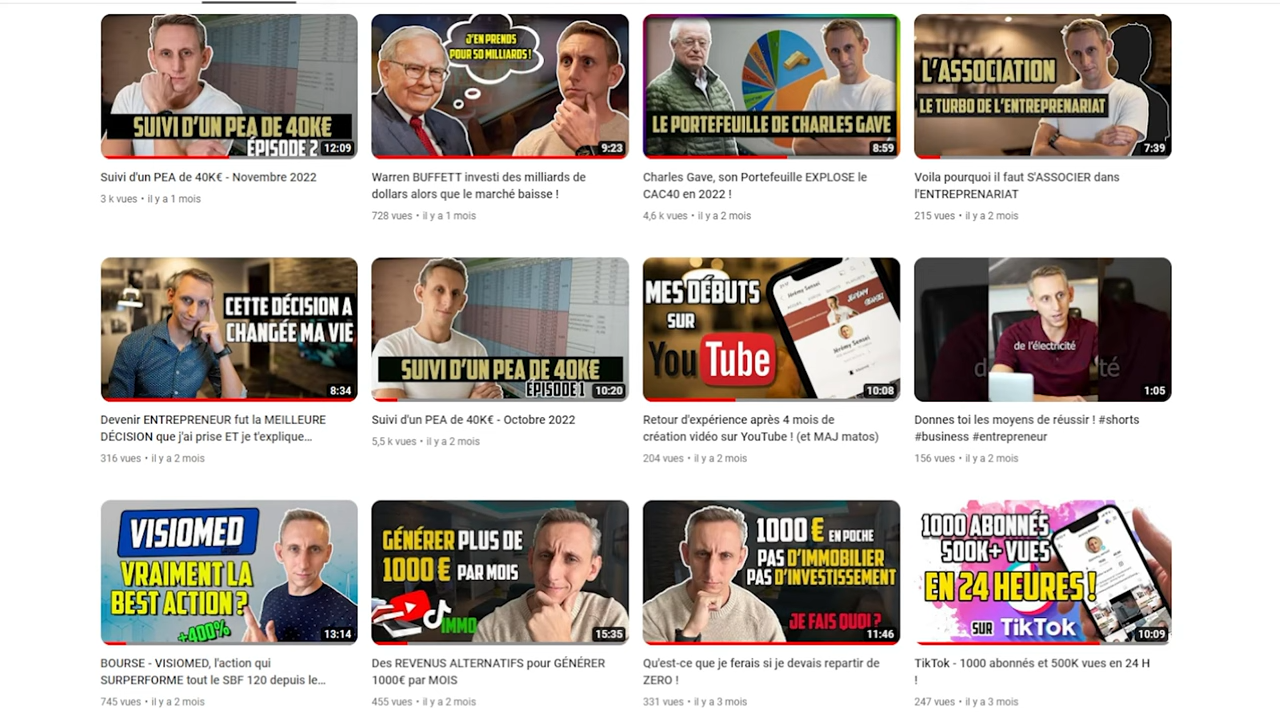 SUIVI D'UN PEA DE 40K€
ÉPISODE 2
12:09
J'EN PRENDS
POUR 50 MILLIARDS !
9:23
LE PORTEFEUILLE DE CHARLES GAVE
8:59
L'ASSOCIATION
LE TURBO DE L'ENTREPRENARIAT
7:39
Suivi d'un PEA de 40K€ - Novembre 2022
3 k vues • il y a 1 mois
Warren BUFFETT investi des milliards de
dollars alors que le marché baisse !
728 vues • il y a 1 mois
Charles Gave, son Portefeuille EXPLOSE le
CAC40 en 2022 !
4,6 k vues • il y a 2 mois
Voila pourquoi il faut S'ASSOCIER dans
l'ENTREPRENARIAT
215 vues • il y a 2 mois
CETTE DÉCISION A
CHANGÉE MA VIE
8:34
SUIVI D'UN PEA DE 40K€
ÉPISODE 1
10:20
MES DÉBUTS
SUR
YouTube
Jérémy Samsel
10:08
de l'électricité
1:05
Devenir ENTREPRENEUR fut la MEILLEURE
DÉCISION que j'ai prise ET je t'explique...
316 vues • il y a 2 mois
Suivi d'un PEA de 40K€ - Octobre 2022
5,5 k vues • il y a 2 mois
Retour d'expérience après 4 mois de
création vidéo sur YouTube ! (et MAJ matos)
204 vues • il y a 2 mois
Donnes toi les moyens de réussir ! #shorts
#business #entrepreneur
156 vues • il y a 2 mois
VISIOMED
VRAIMENT LA
BEST ACTION ?
+400%
13:14
GÉNÉRER PLUS DE
1000 € PAR MOIS
IMMO
15:35
1000 € EN POCHE
PAS D'IMMOBILIER
PAS D'INVESTISSEMENT
JE FAIS QUOI ?
11:46
1000 ABONNÉS
500K+ VUES
EN 24 HEURES !
SUR TikTok
10:09
BOURSE - VISIOMED, l'action qui
SURPERFORME tout le SBF 120 depuis le...
745 vues • il y a 2 mois
Des REVENUS ALTERNATIFS pour GÉNÉRER
1000€ par MOIS
455 vues • il y a 2 mois
Qu'est-ce que je ferais si je devais repartir de
ZERO !
331 vues • il y a 3 mois
TikTok - 1000 abonnés et 500K vues en 24 H
!
247 vues • il y a 3 mois